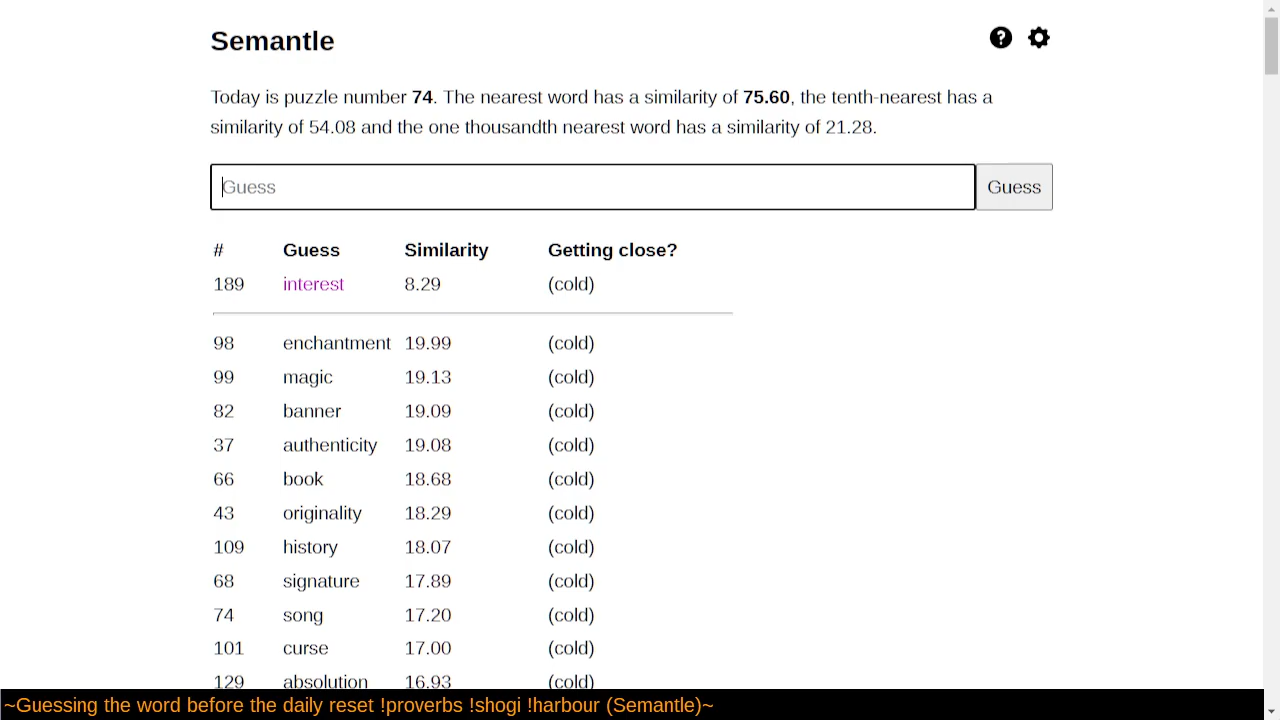 Semantle
Today is puzzle number 74. The nearest word has a similarity of 75.60, the tenth-nearest has a
similarity of 54.08 and the one thousandth nearest word has a similarity of 21.28.
Guess Guess
# Guess Similarity Getting close?
189 interest 8.29 (cold)
98 enchantment 19.99 (cold)
99 magic 19.13 (cold)
82 banner 19.09 (cold)
37 authenticity 19.08 (cold)
66 book 18.68 (cold)
43 originality 18.29 (cold)
109 history 18.07 (cold)
68 signature 17.89 (cold)
74 song 17.20 (cold)
101 curse 17.00 (cold)
129 absolution 16.93 (cold)
~Guessing the word before the daily reset !proverbs !shogi !harbour (Semantle)~